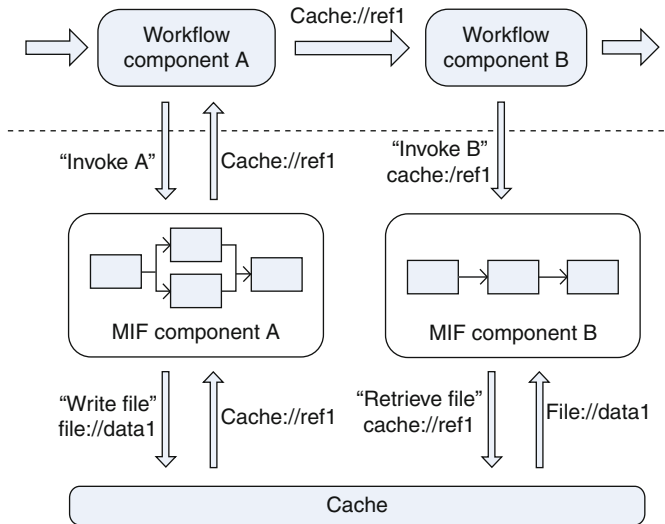 Cache://ref1
Workflow
component A
Workflow
component B
“Invoke A”
Cache://ref1
“Invoke B”
cache:/ref1
MIF component A
MIF component B
“Write file”
file://data1
Cache://ref1
“Retrieve file”
cache://ref1
File://data1
Cache